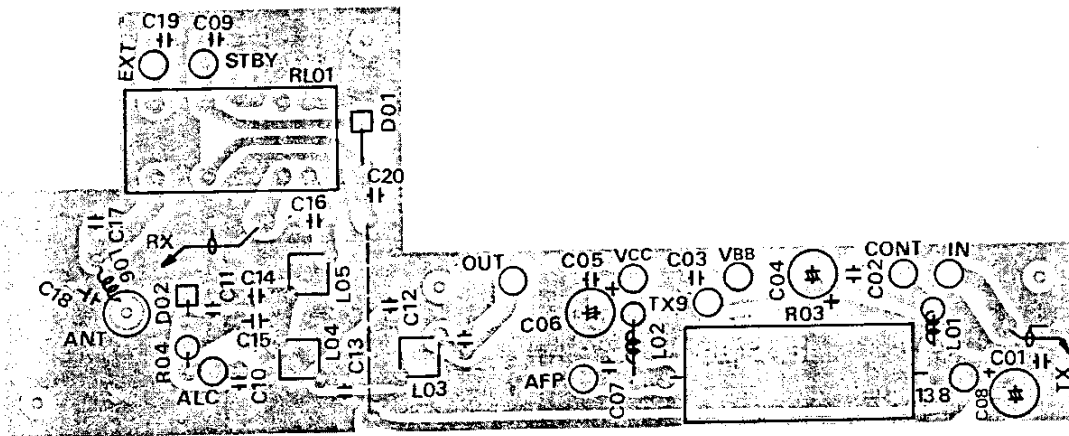 C19 C09
EXT
STBY
RL01
D01
C20
C16
C17
RX
L06
C18
ANT
D02
C11
C14
C15
R04
ALC
C10
L05
L04
C13
C12
L03
OUT
C05
VCC
C03
VBB
C04
CONT
IN
C02
C06
TX9
L02
R03
L01
AFP
C07
138
C08
C01
TX